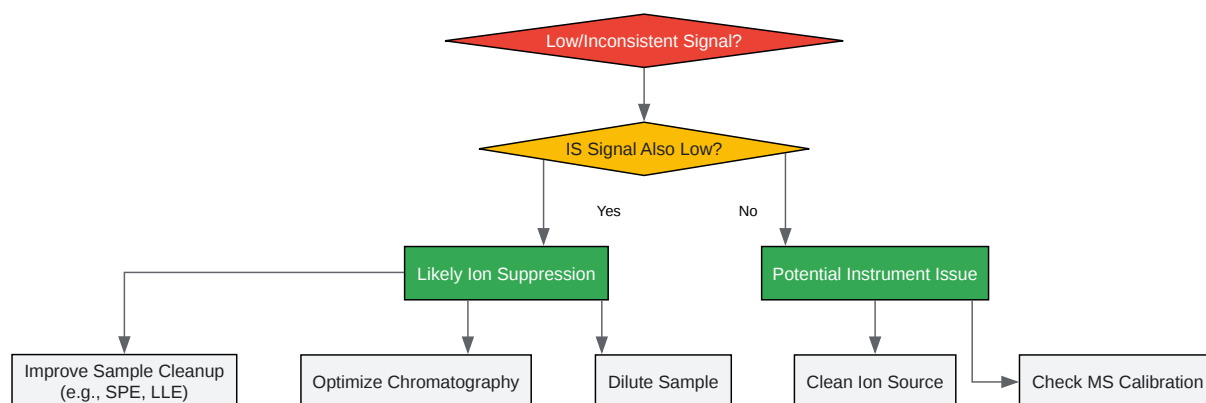 Low/Inconsistent Signal?
IS Signal Also Low?
Yes
No
Likely Ion Suppression
Potential Instrument Issue
Improve Sample Cleanup
(e.g., SPE, LLE)
Optimize Chromatography
Dilute Sample
Clean Ion Source
Check MS Calibration